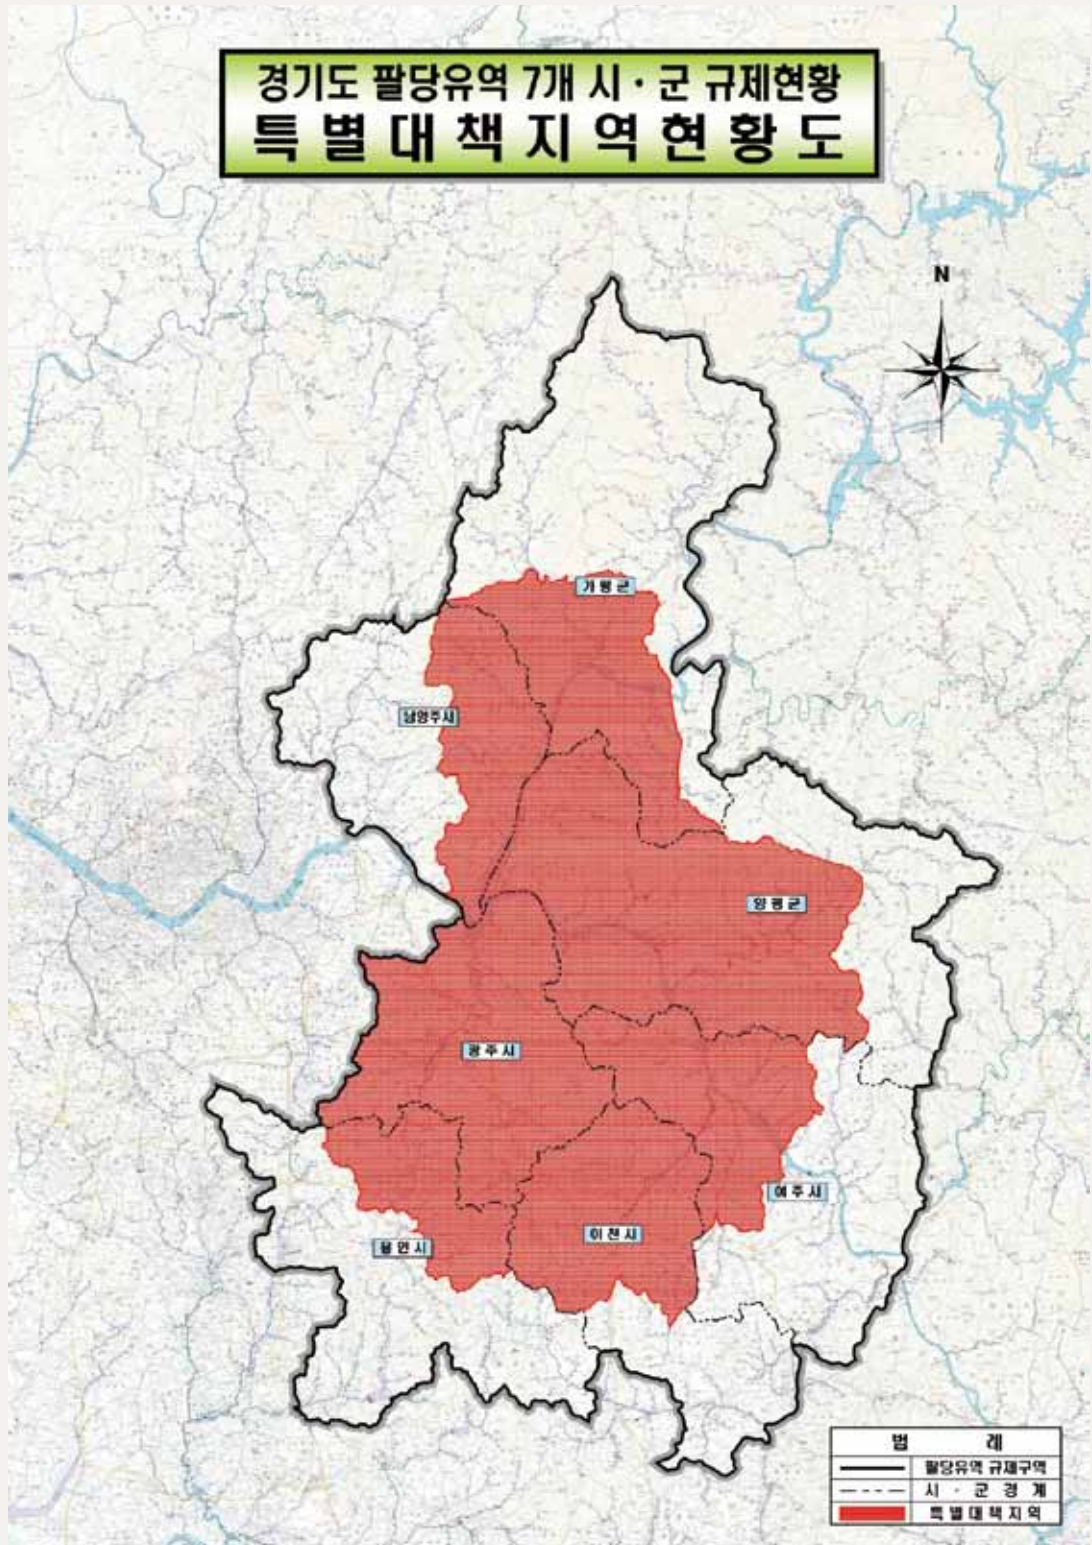 경기도 팔당유역 7개 시 · 군 규제현황
특별대책지역현황도
N
가평군
남양주시
양평군
광주시
여주시
이천시
용인시
범 례
팔당유역 규제구역
시 · 군 경계
특별대책지역